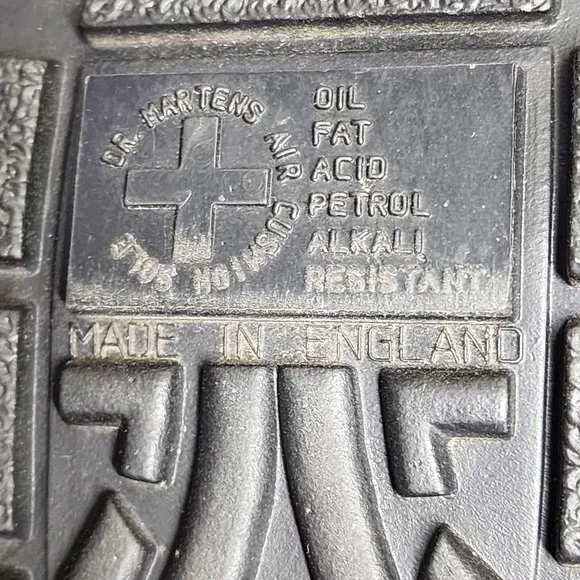 DR. MARTENS AIR CUSHION SOLE
OIL
FAT
ACID
PETROL
ALKALI
RESISTANT
MADE IN ENGLAND